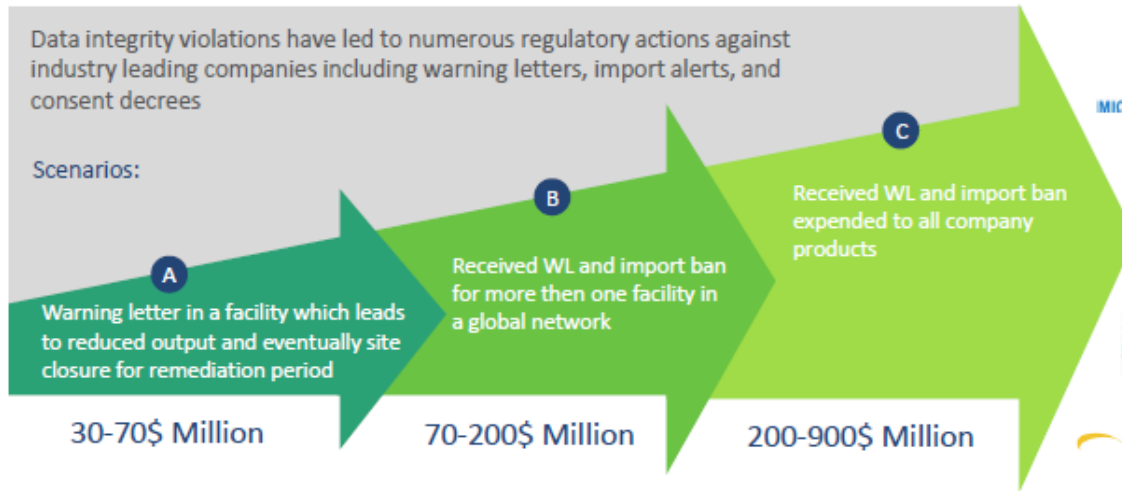 Data integrity violations have led to numerous regulatory actions against
industry leading companies including warning letters, import alerts, and
consent decrees
Scenarios:
A
Warning letter in a facility which leads
to reduced output and eventually site
closure for remediation period
30-70$ Million
B
Received WL and import ban
for more then one facility in
a global network
70-200$ Million
C
Received WL and import ban
expended to all company
products
200-900$ Million